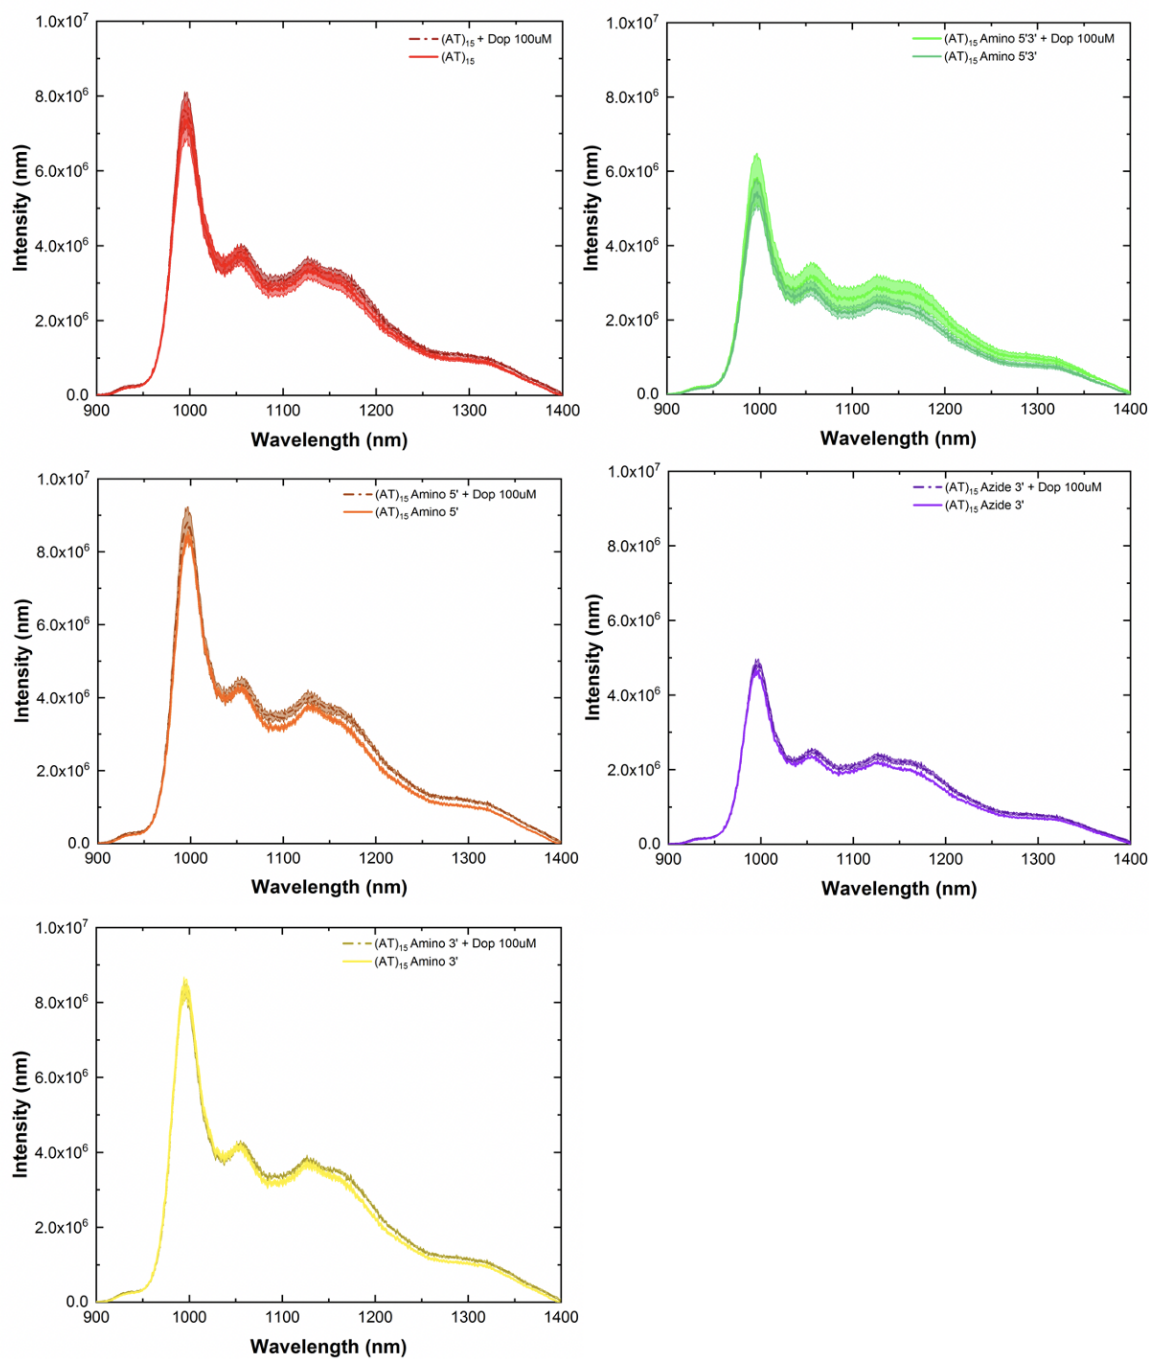 (AT)₁₅ + Dop 100uM
(AT)₁₅
1.0x10⁷
8.0x10⁶
6.0x10⁶
4.0x10⁶
2.0x10⁶
0.0
Intensity (nm)
900 1000 1100 1200 1300 1400
Wavelength (nm)
(AT)₁₅ Amino 5'3' + Dop 100uM
(AT)₁₅ Amino 5'3'
1.0x10⁷
8.0x10⁶
6.0x10⁶
4.0x10⁶
2.0x10⁶
0.0
Intensity (nm)
900 1000 1100 1200 1300 1400
Wavelength (nm)
(AT)₁₅ Amino 5' + Dop 100uM
(AT)₁₅ Amino 5'
1.0x10⁷
8.0x10⁶
6.0x10⁶
4.0x10⁶
2.0x10⁶
0.0
Intensity (nm)
900 1000 1100 1200 1300 1400
Wavelength (nm)
(AT)₁₅ Azide 3' + Dop 100uM
(AT)₁₅ Azide 3'
1.0x10⁷
8.0x10⁶
6.0x10⁶
4.0x10⁶
2.0x10⁶
0.0
Intensity (nm)
900 1000 1100 1200 1300 1400
Wavelength (nm)
(AT)₁₅ Amino 3' + Dop 100uM
(AT)₁₅ Amino 3'
1.0x10⁷
8.0x10⁶
6.0x10⁶
4.0x10⁶
2.0x10⁶
0.0
Intensity (nm)
900 1000 1100 1200 1300 1400
Wavelength (nm)